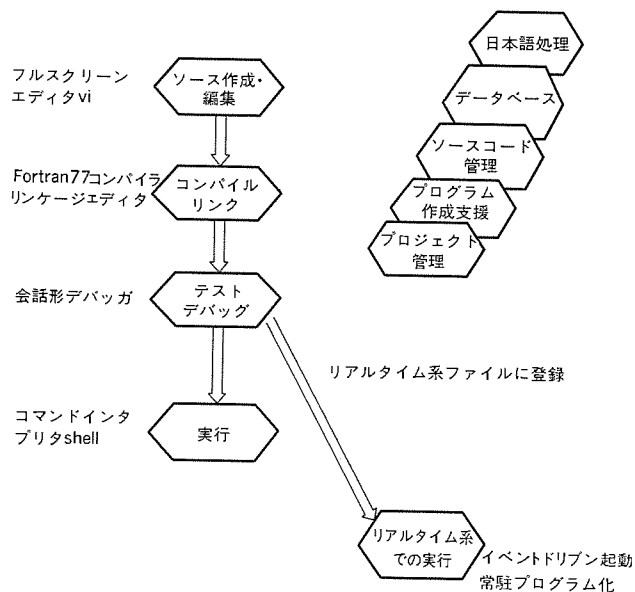 フルスクリーン
エディタvi
ソース作成・
編集
Fortran77コンパイラ
リンケージエディタ
コンパイル
リンク
会話形デバッガ
テスト
デバッグ
コマンドインタ
プリタshell
実行
日本語処理
データベース
ソースコード
管理
プログラム
作成支援
プロジェクト
管理
リアルタイム系ファイルに登録
リアルタイム系
での実行
イベントドリブン起動
常駐プログラム化